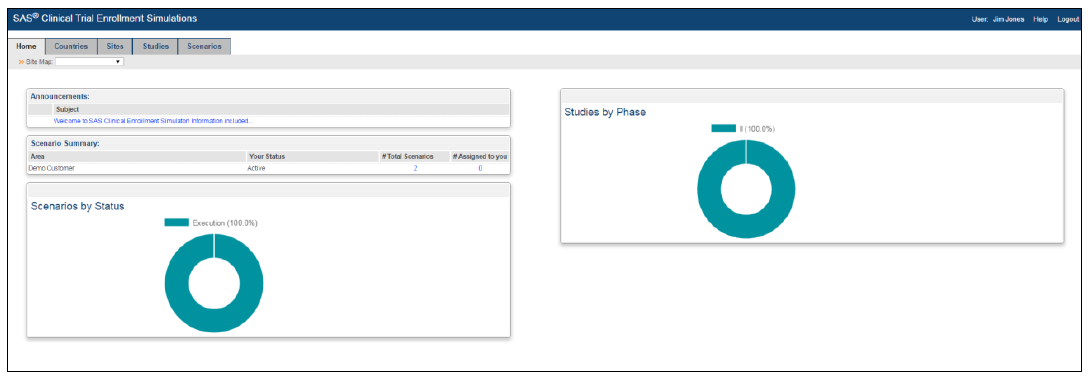 SAS® Clinical Trial Enrollment Simulations
User: Jim Jones Help Logout
Home Countries Sites Studies Scenarios
Site Map:
Announcements:
Subject
Welcome to SAS Clinical Enrollment Simulation Information included..
Scenario Summary:
Area Your Status # Total Scenarios # Assigned to you
Demo Customer Active 2 0
Scenarios by Status
Execution (100.0%)
Studies by Phase
II (100.0%)